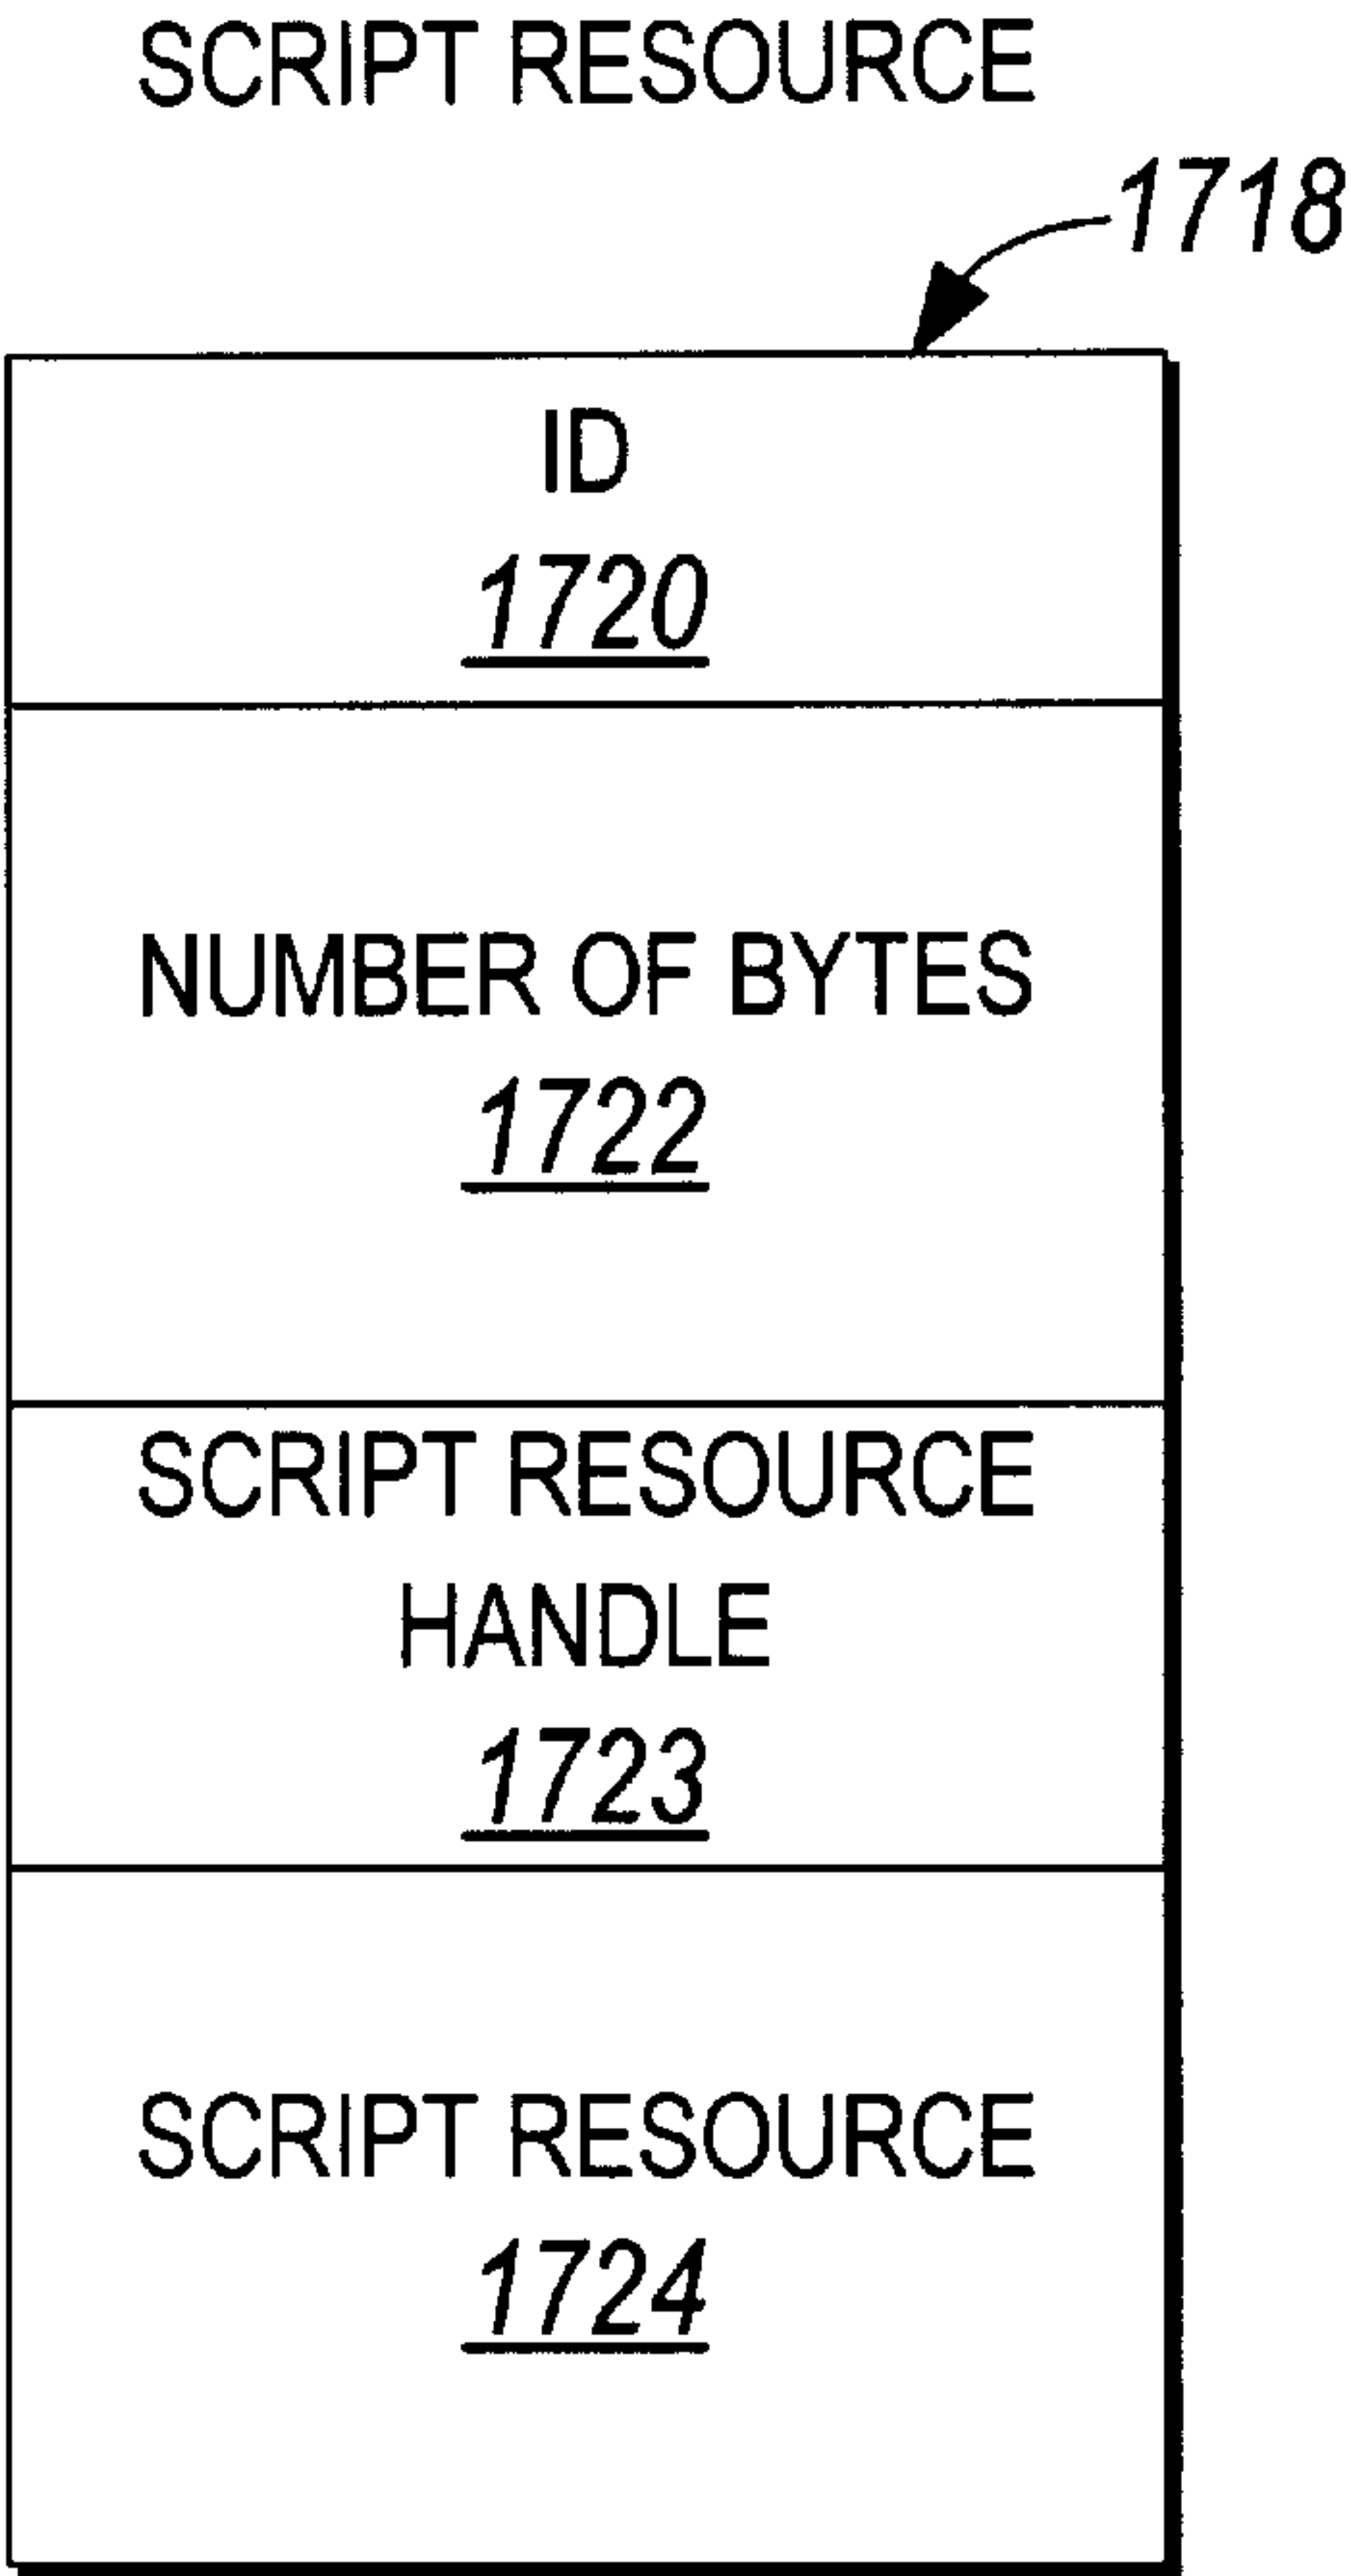 SCRIPT RESOURCE
1718
ID
1720
NUMBER OF BYTES
1722
SCRIPT RESOURCE
HANDLE
1723
SCRIPT RESOURCE
1724